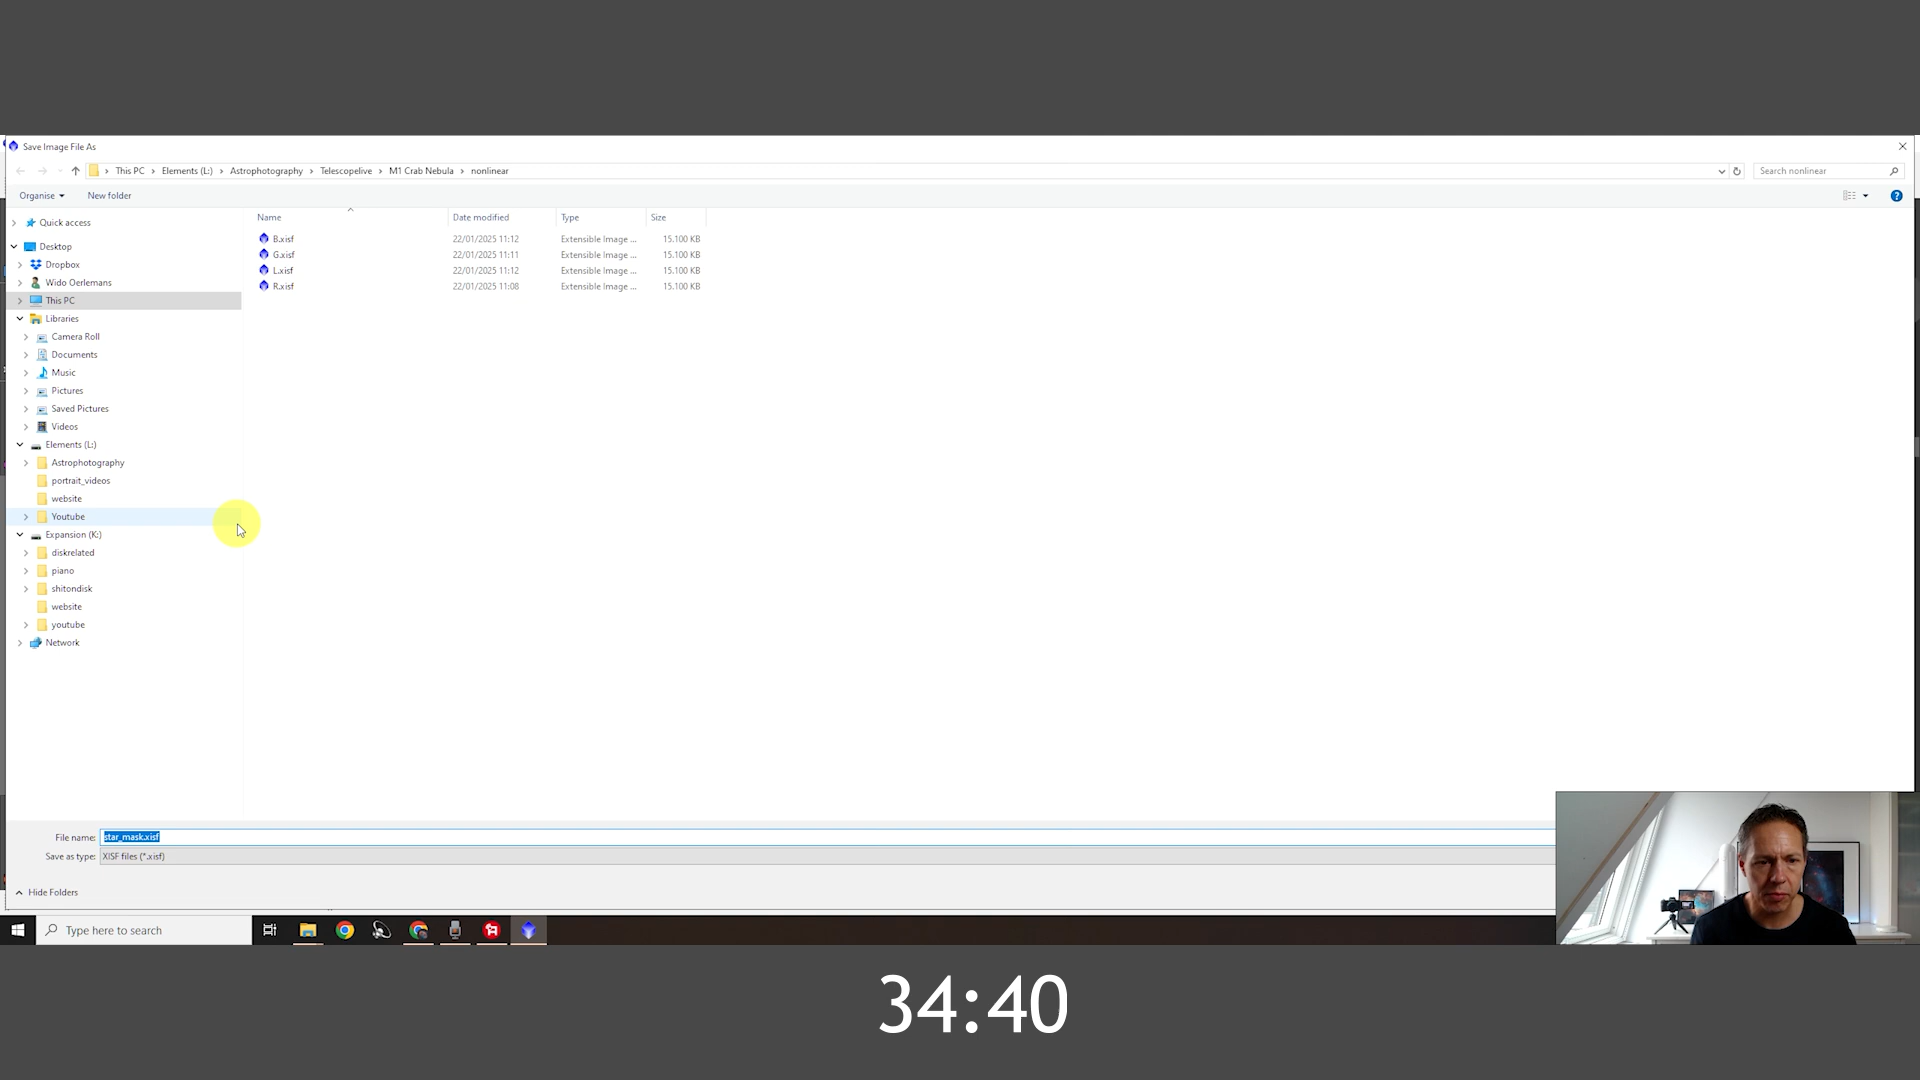 Save Image File As
This PC > Elements (L:) > Astrophotography > Telescopelive > M1 Crab Nebula > nonlinear
Search nonlinear
Organise
New folder
Name Date modified Type Size
B.xisf 22/01/2025 11:12 Extensible Image ... 15.100 KB
G.xisf 22/01/2025 11:11 Extensible Image ... 15.100 KB
L.xisf 22/01/2025 11:12 Extensible Image ... 15.100 KB
R.xisf 22/01/2025 11:08 Extensible Image ... 15.100 KB
Quick access
Desktop
Dropbox
Wido Oerlemans
This PC
Libraries
Camera Roll
Documents
Music
Pictures
Saved Pictures
Videos
Elements (L:)
Astrophotography
portrait_videos
website
Youtube
Expansion (K:)
diskrelated
piano
shitondisk
website
youtube
Network
File name: star_mask.xisf
Save as type: XISF files (*.xisf)
Hide Folders
Type here to search
34:40